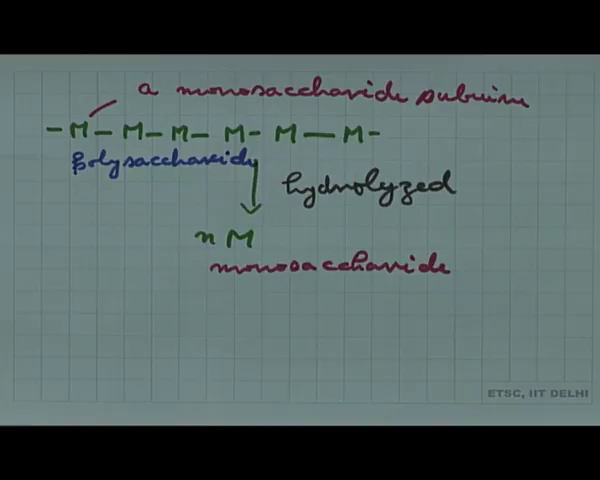 a monosaccharide subunit
- M - M - M - M - M - M -
polysaccharide
hydrolyzed
n M
monosaccharide
ETSC, IIT DELHI